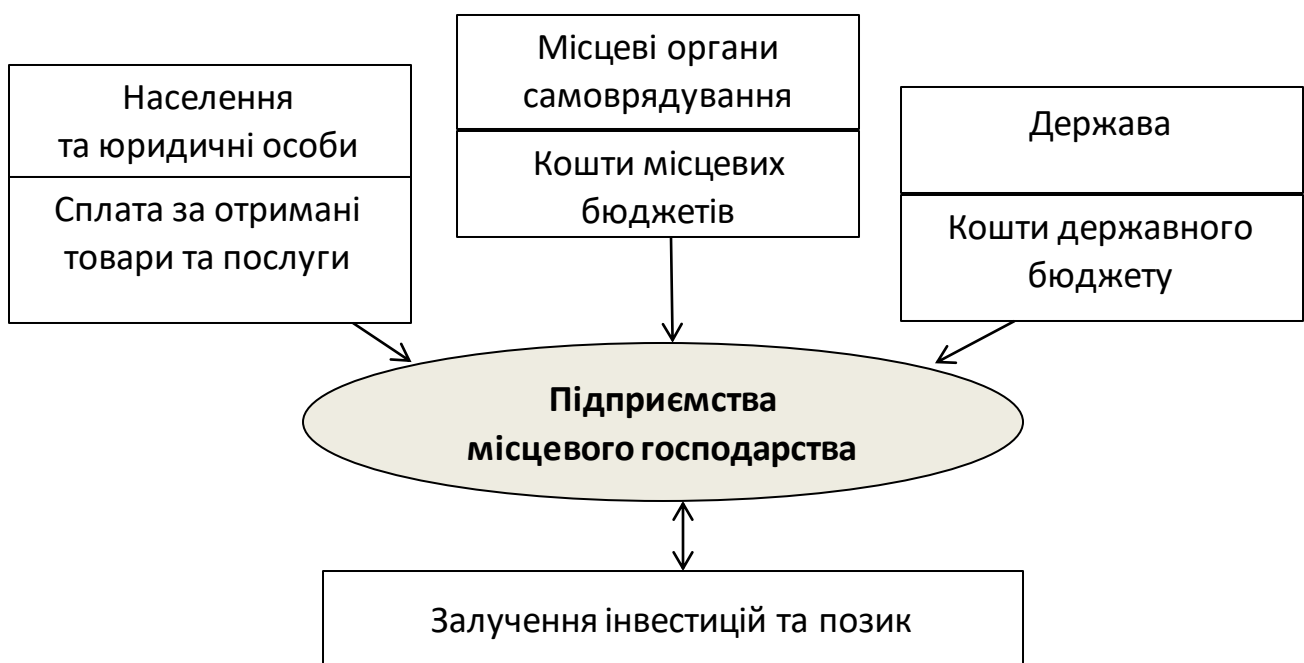 Населення
та юридичні особи
Сплата за отримані
товари та послуги
Місцеві органи
самоврядування
Кошти місцевих
бюджетів
Держава
Кошти державного
бюджету
Підприємства
місцевого господарства
Залучення інвестицій та позик